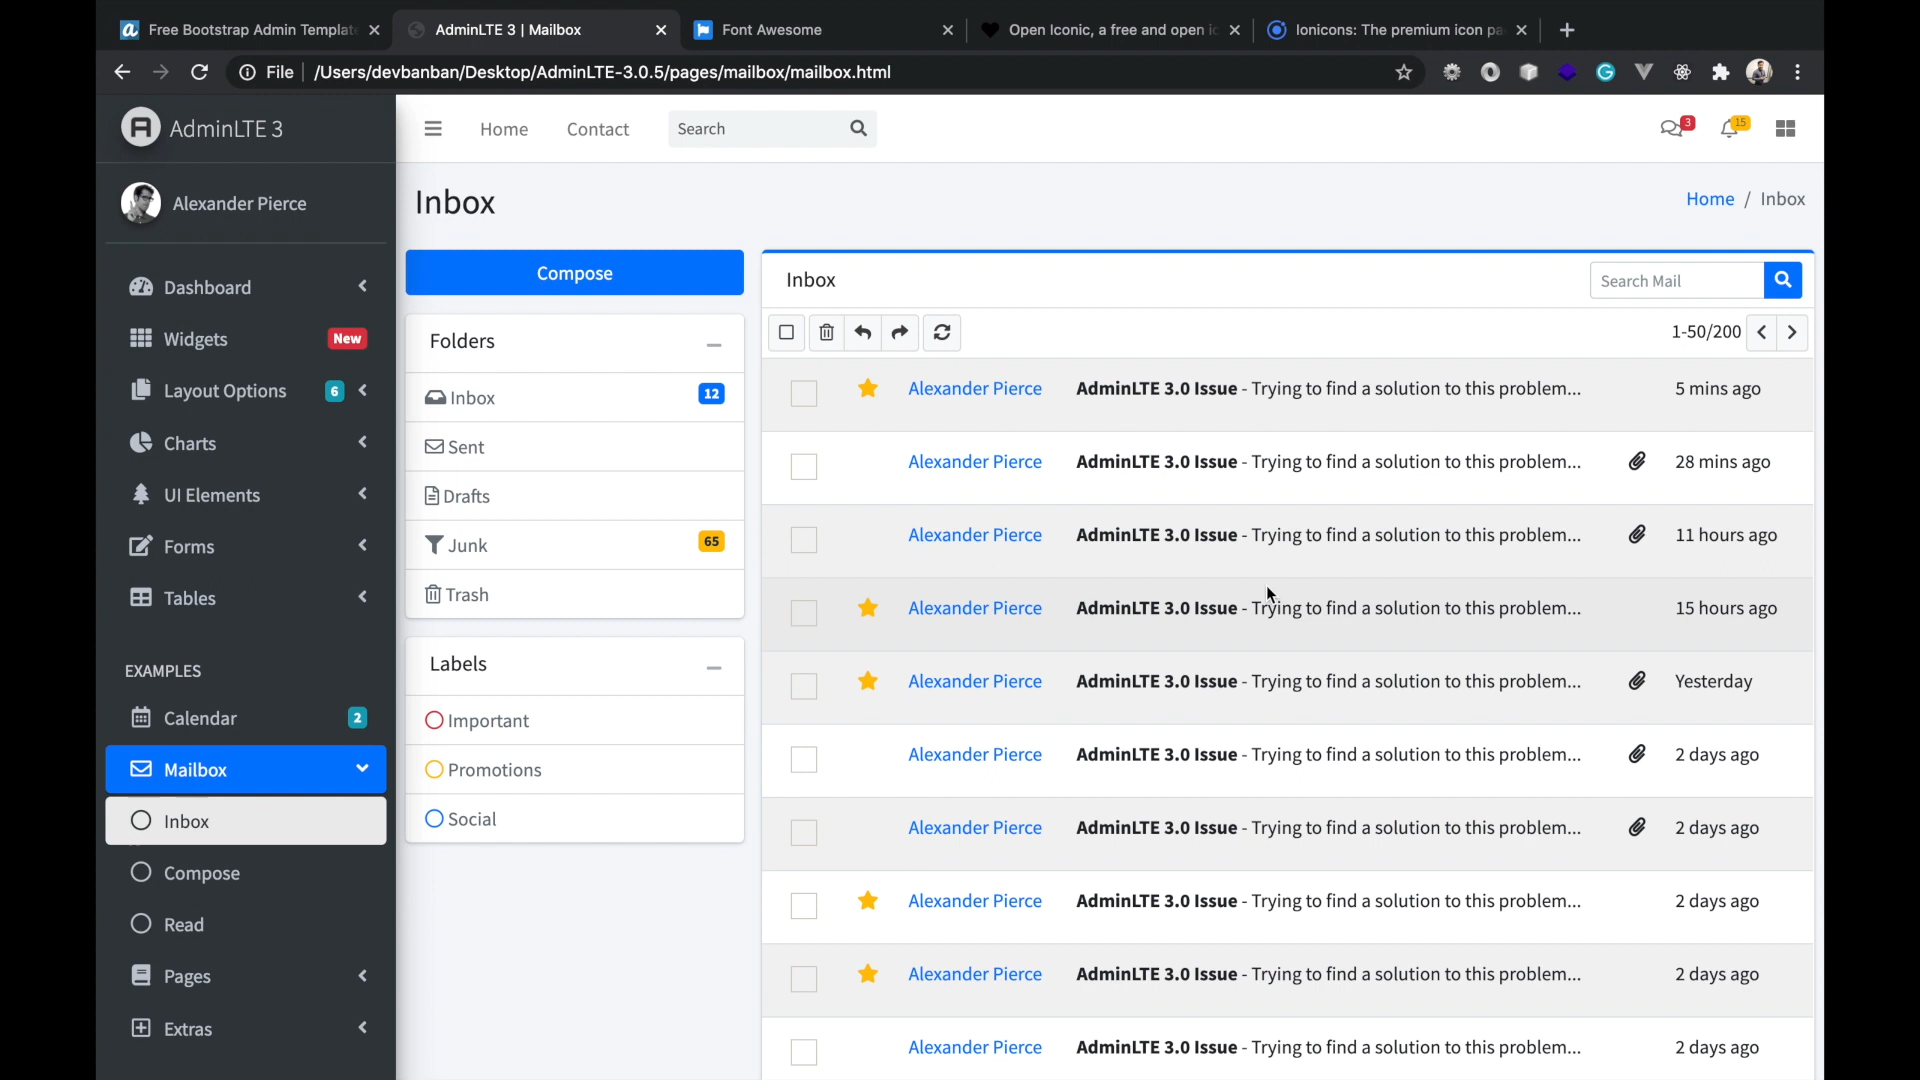 Free Bootstrap Admin Template
AdminLTE 3 | Mailbox
Font Awesome
Open Iconic, a free and open ic
Ionicons: The premium icon pa
File
/Users/devbanban/Desktop/AdminLTE-3.0.5/pages/mailbox/mailbox.html
AdminLTE 3
Home
Contact
Search
3
15
Alexander Pierce
Inbox
Home / Inbox
Dashboard
Widgets
New
Layout Options
6
Charts
UI Elements
Forms
Tables
EXAMPLES
Calendar
2
Mailbox
Inbox
Compose
Read
Pages
Extras
Compose
Folders
Inbox
12
Sent
Drafts
Junk
65
Trash
Labels
Important
Promotions
Social
Inbox
Search Mail
1-50/200
Alexander Pierce AdminLTE 3.0 Issue - Trying to find a solution to this problem... 5 mins ago
Alexander Pierce AdminLTE 3.0 Issue - Trying to find a solution to this problem... 28 mins ago
Alexander Pierce AdminLTE 3.0 Issue - Trying to find a solution to this problem... 11 hours ago
Alexander Pierce AdminLTE 3.0 Issue - Trying to find a solution to this problem... 15 hours ago
Alexander Pierce AdminLTE 3.0 Issue - Trying to find a solution to this problem... Yesterday
Alexander Pierce AdminLTE 3.0 Issue - Trying to find a solution to this problem... 2 days ago
Alexander Pierce AdminLTE 3.0 Issue - Trying to find a solution to this problem... 2 days ago
Alexander Pierce AdminLTE 3.0 Issue - Trying to find a solution to this problem... 2 days ago
Alexander Pierce AdminLTE 3.0 Issue - Trying to find a solution to this problem... 2 days ago
Alexander Pierce AdminLTE 3.0 Issue - Trying to find a solution to this problem... 2 days ago